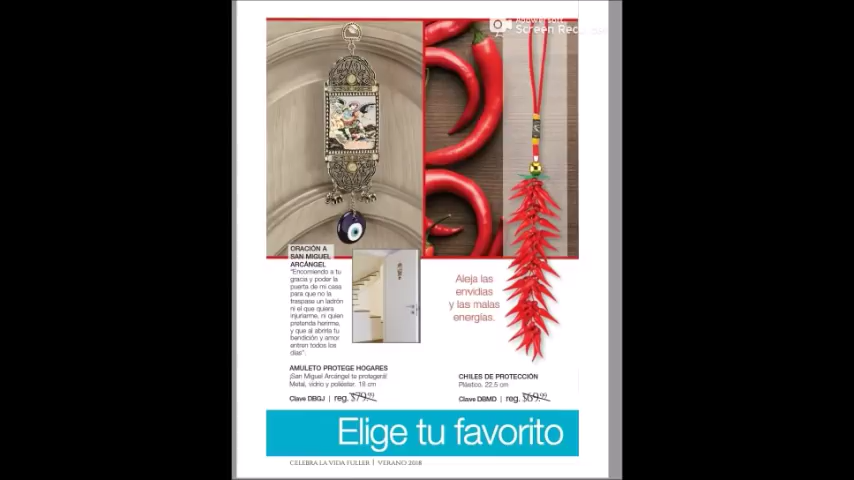 Screen Rec
ORACIÓN A
SAN MIGUEL
ARCÁNGEL
"Encomiendo a tu
gracia y poder la
puerta de mi casa
para que no la
traspase un ladrón
ni el que quiera
injuriarme, ni quien
pretenda herirme,
y que al abrirla tu
bendición y amor
entren todos los
días".
Aleja las
envidias
y las malas
energías.
AMULETO PROTEGE HOGARES
¡San Miguel Arcángel te protegerá!
Metal, vidrio y poliéster. 18 cm
Clave DBGJ | reg. $79.99
CHILES DE PROTECCIÓN
Plástico. 22.5 cm
Clave DBMD | reg. $69.99
Elige tu favorito
CELEBRA LA VIDA FULLER | VERANO 2018